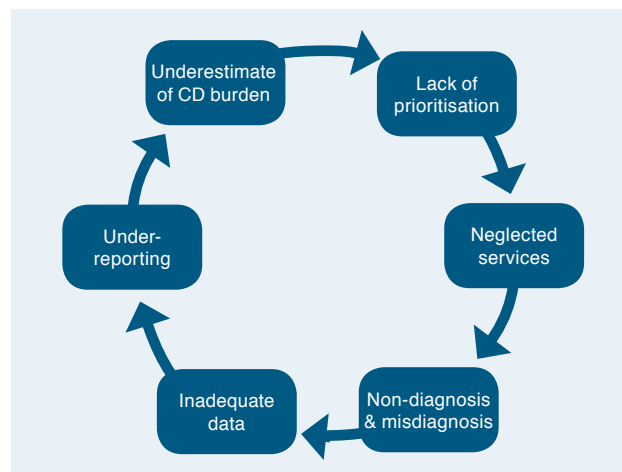 Underestimate
of CD burden
Lack of
prioritisation
Neglected
services
Non-diagnosis
& misdiagnosis
Inadequate
data
Under-
reporting